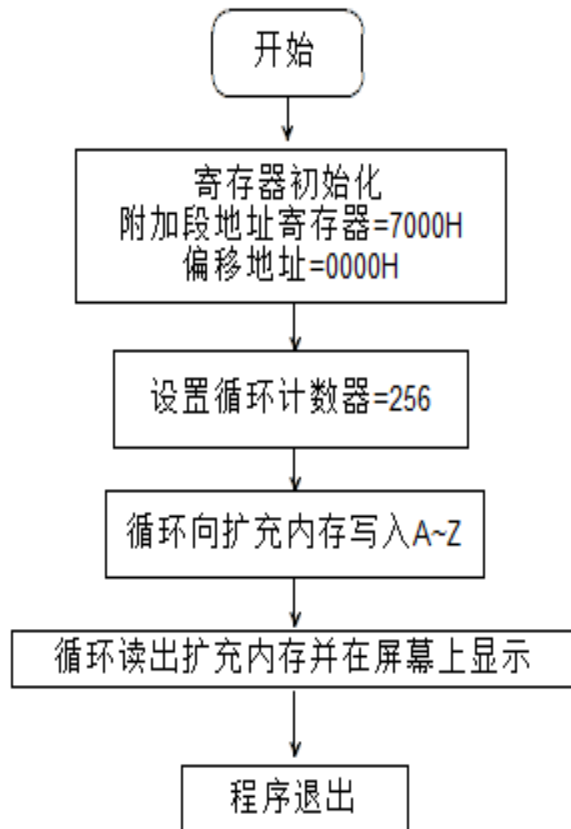 开始
寄存器初始化
附加段地址寄存器=7000H
偏移地址=0000H
设置循环计数器=256
循环向扩充内存写入A~Z
循环读出扩充内存并在屏幕上显示
程序退出